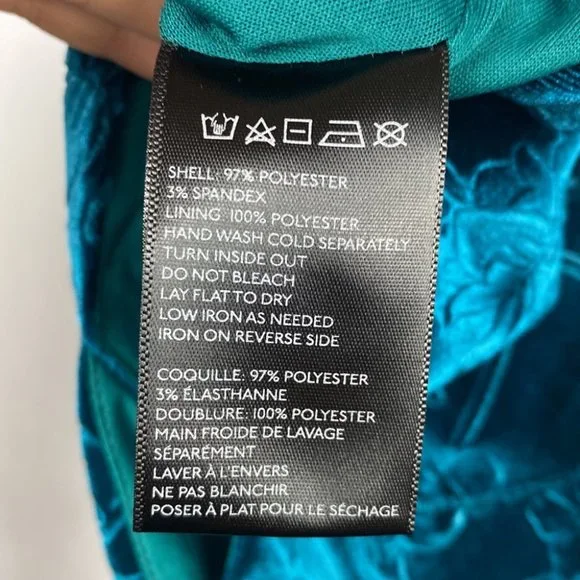 SHELL: 97% POLYESTER
3% SPANDEX
LINING: 100% POLYESTER
HAND WASH COLD SEPARATELY
TURN INSIDE OUT
DO NOT BLEACH
LAY FLAT TO DRY
LOW IRON AS NEEDED
IRON ON REVERSE SIDE
COQUILLE: 97% POLYESTER
3% ÉLASTHANNE
DOUBLURE: 100% POLYESTER
MAIN FROIDE DE LAVAGE
SÉPARÉMENT
LAVER À L'ENVERS
NE PAS BLANCHIR
POSER À PLAT POUR LE SÉCHAGE